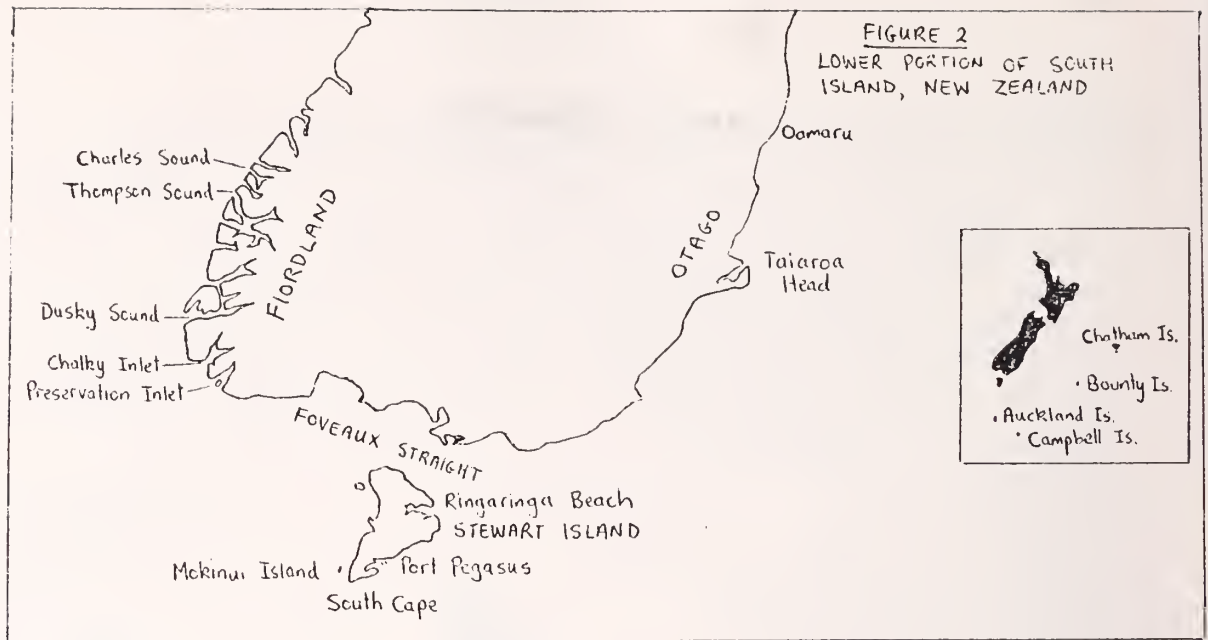 FIGURE 2
LOWER PORTION OF SOUTH
ISLAND, NEW ZEALAND
Oamaru
Charles Sound
Thompson Sound
FIORDLAND
OTAGO
Taiaroa
Head
Dusky Sound
Chalky Inlet
Preservation Inlet
FOVEAUX STRAIGHT
Chatham Is.
Bounty Is.
Auckland Is.
Campbell Is.
Ringaringa Beach
STEWART ISLAND
Mokinui Island
Port Pegasus
South Cape